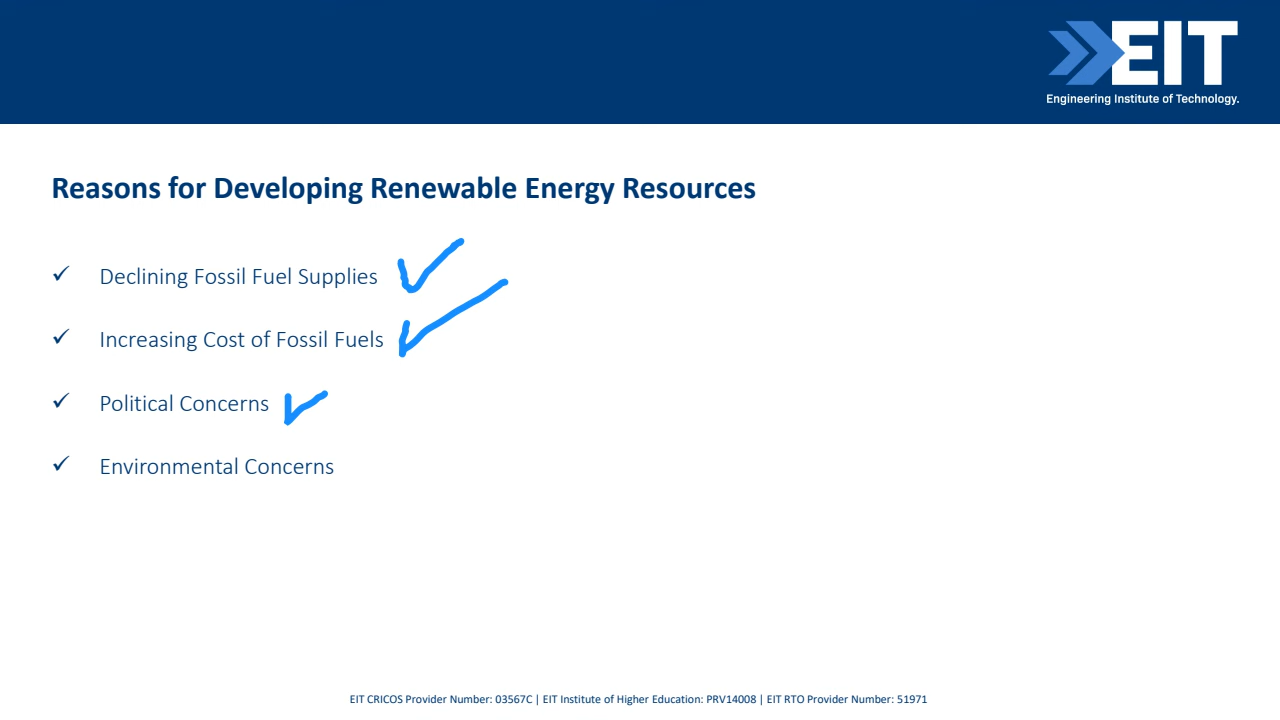 EIT
Engineering Institute of Technology.
Reasons for Developing Renewable Energy Resources
✓ Declining Fossil Fuel Supplies
✓ Increasing Cost of Fossil Fuels
✓ Political Concerns
✓ Environmental Concerns
EIT CRICOS Provider Number: 03567C | EIT Institute of Higher Education: PRV14008 | EIT RTO Provider Number: 51971